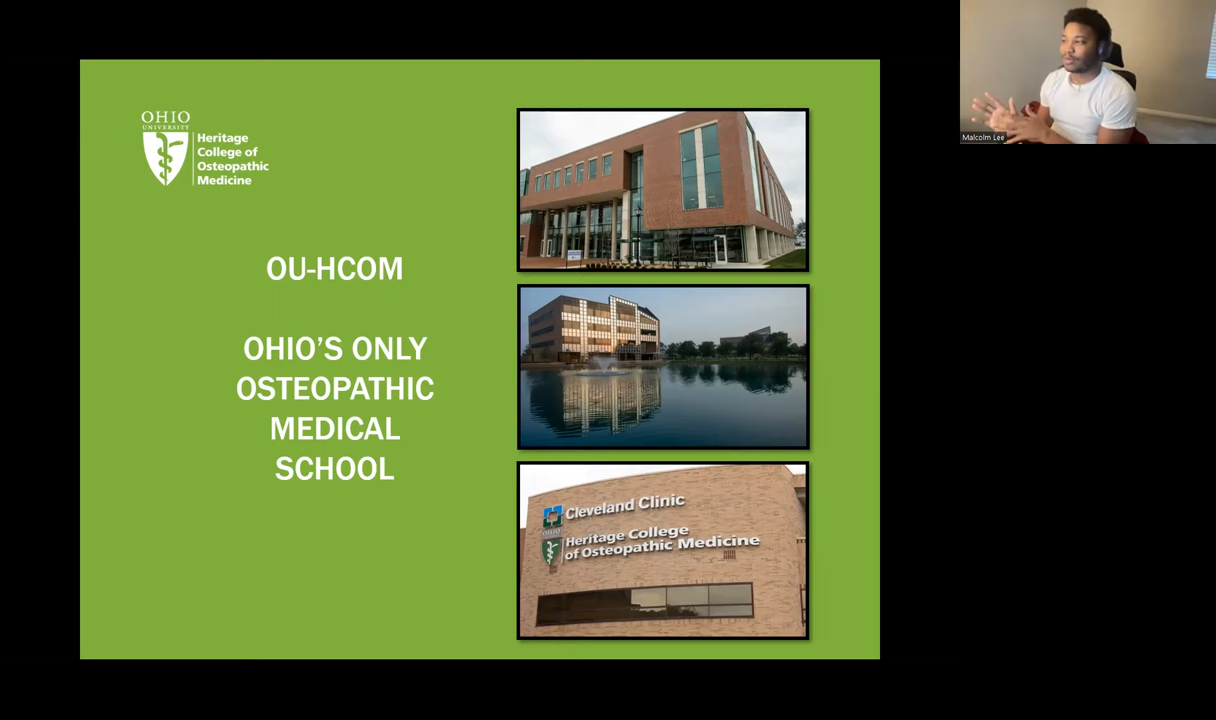 OHIO
UNIVERSITY
Heritage
College of
Osteopathic
Medicine
OU-HCOM
OHIO'S ONLY
OSTEOPATHIC
MEDICAL
SCHOOL
Cleveland Clinic
OHIO
Heritage College
of Osteopathic Medicine
Malcolm Lee